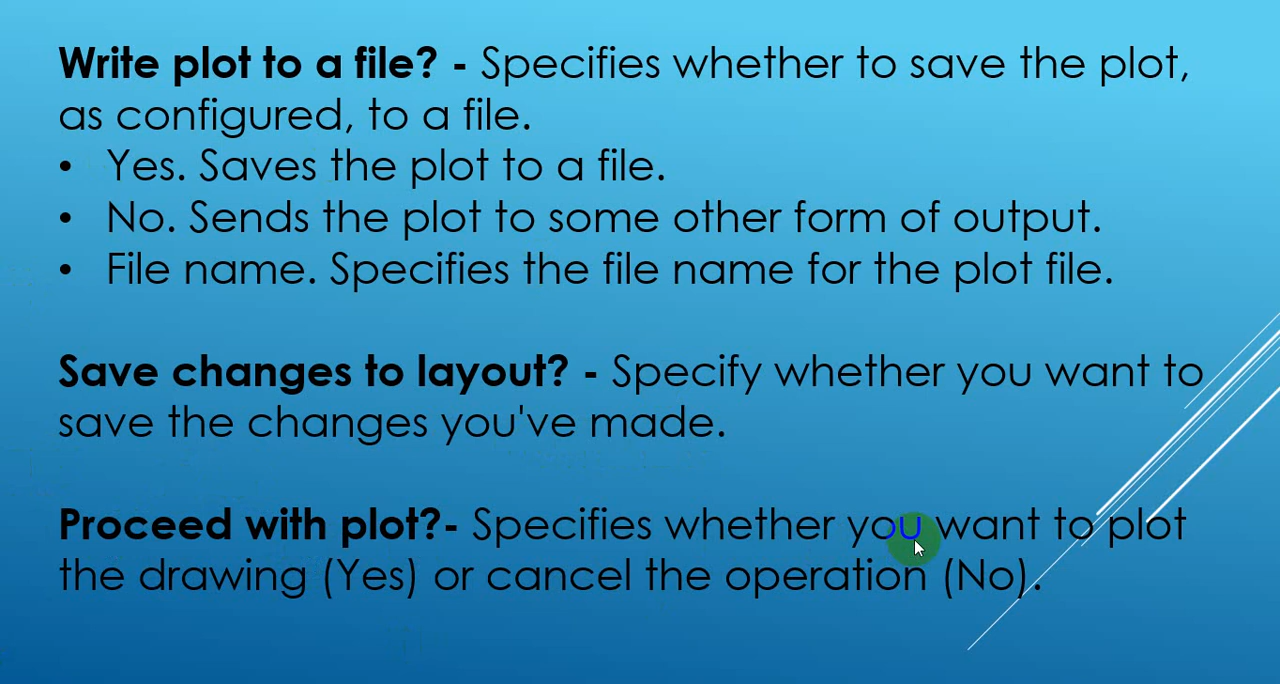 Write plot to a file? - Specifies whether to save the plot,
as configured, to a file.
• Yes. Saves the plot to a file.
• No. Sends the plot to some other form of output.
• File name. Specifies the file name for the plot file.
Save changes to layout? - Specify whether you want to
save the changes you've made.
Proceed with plot?- Specifies whether you want to plot
the drawing (Yes) or cancel the operation (No).